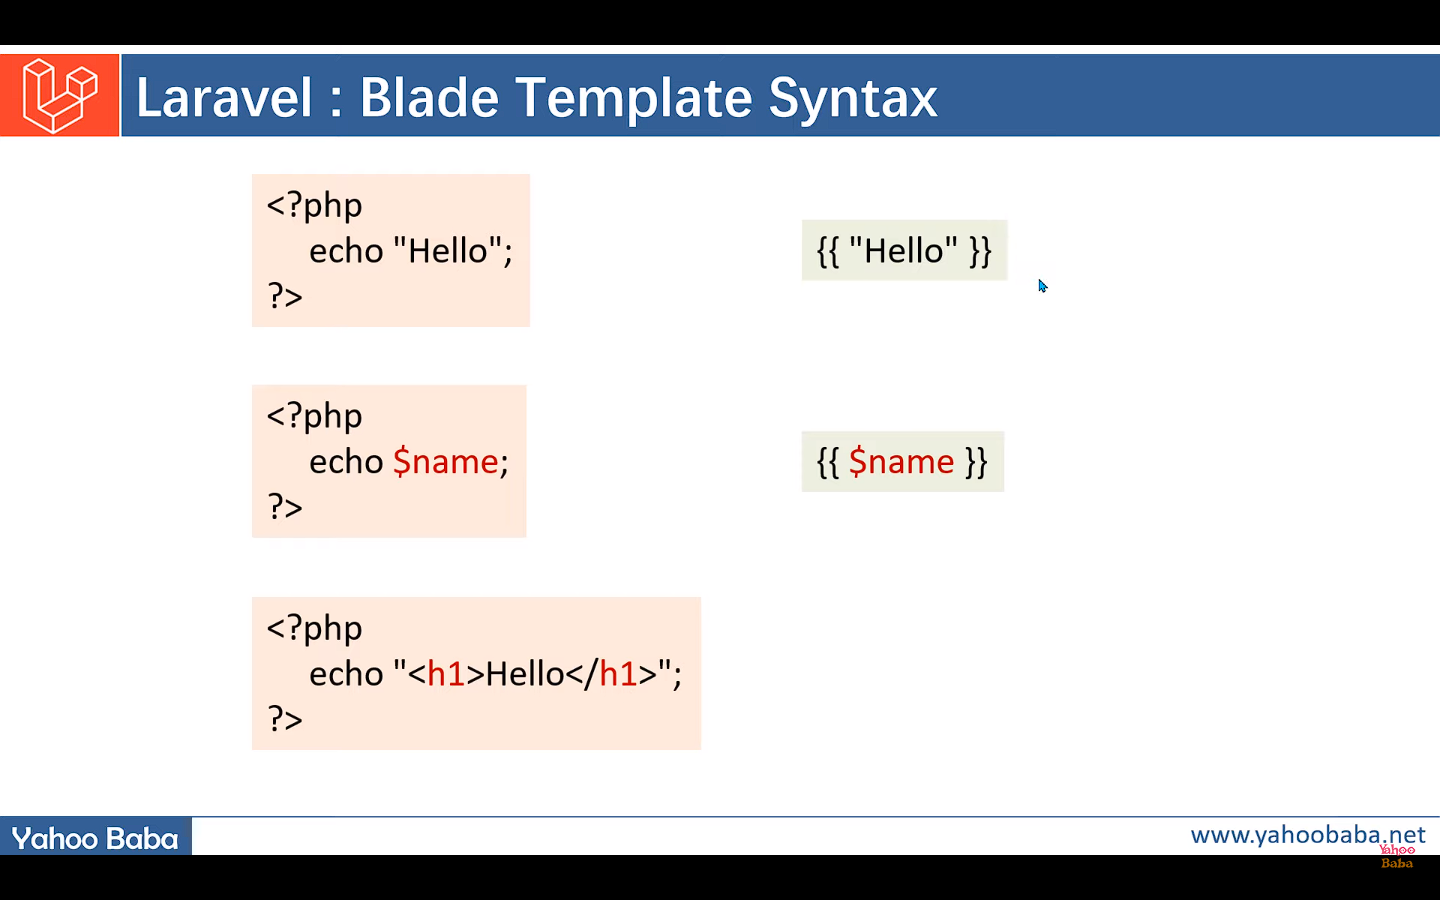 Laravel : Blade Template Syntax
<?php
echo "Hello";
?>
{{ "Hello" }}
<?php
echo $name;
?>
{{ $name }}
<?php
echo "<h1>Hello</h1>";
?>
Yahoo Baba
www.yahoobaba.net
Yahoo
Baba